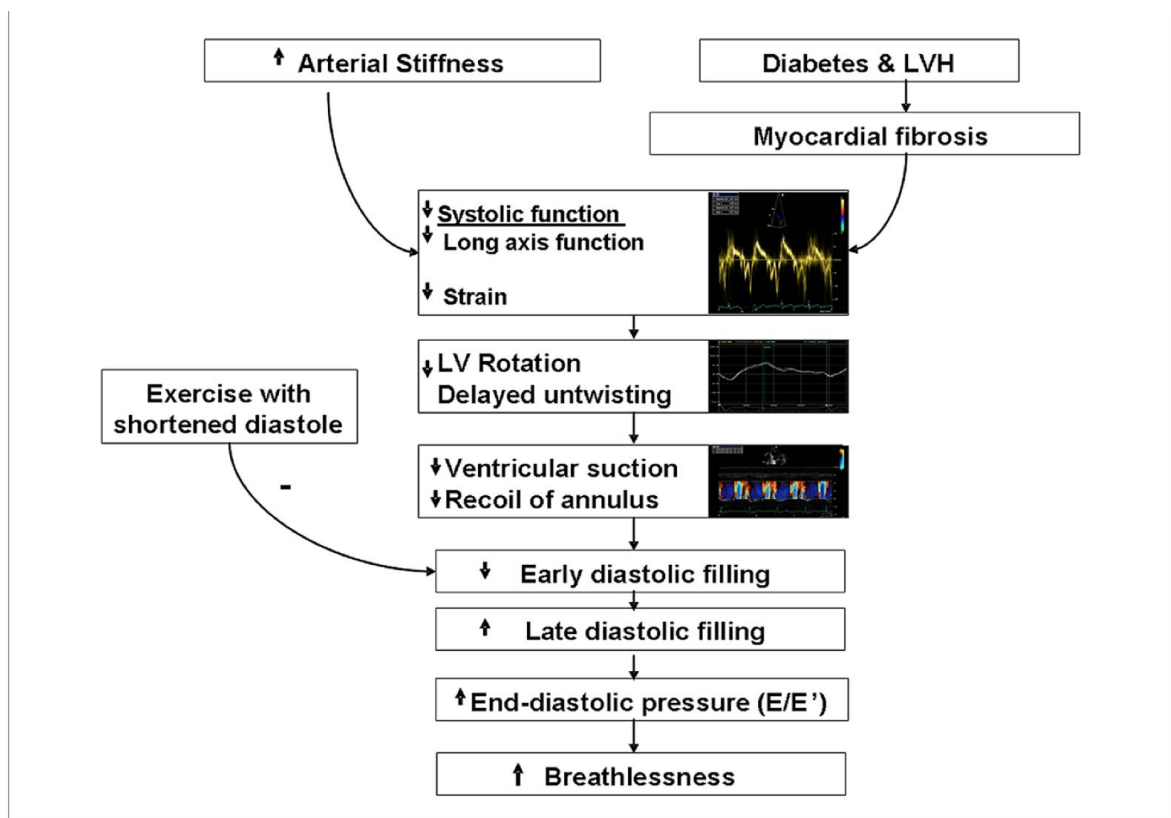 ↑ Arterial Stiffness
Diabetes & LVH
Myocardial fibrosis
↓ Systolic function
↓ Long axis function
↓ Strain
↓ LV Rotation
Delayed untwisting
Exercise with
shortened diastole
-
↓ Ventricular suction
↓ Recoil of annulus
↓ Early diastolic filling
↑ Late diastolic filling
↑ End-diastolic pressure (E/E’)
↑ Breathlessness